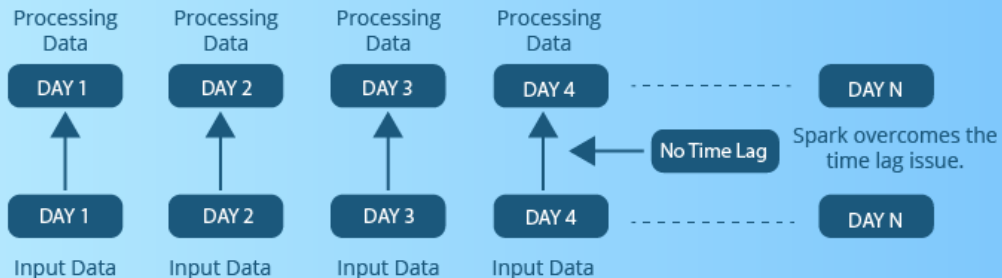 Processing
Data
Processing
Data
Processing
Data
Processing
Data
DAY 1
DAY 2
DAY 3
DAY 4
DAY N
No Time Lag
Spark overcomes the
time lag issue.
DAY 1
DAY 2
DAY 3
DAY 4
DAY N
Input Data
Input Data
Input Data
Input Data